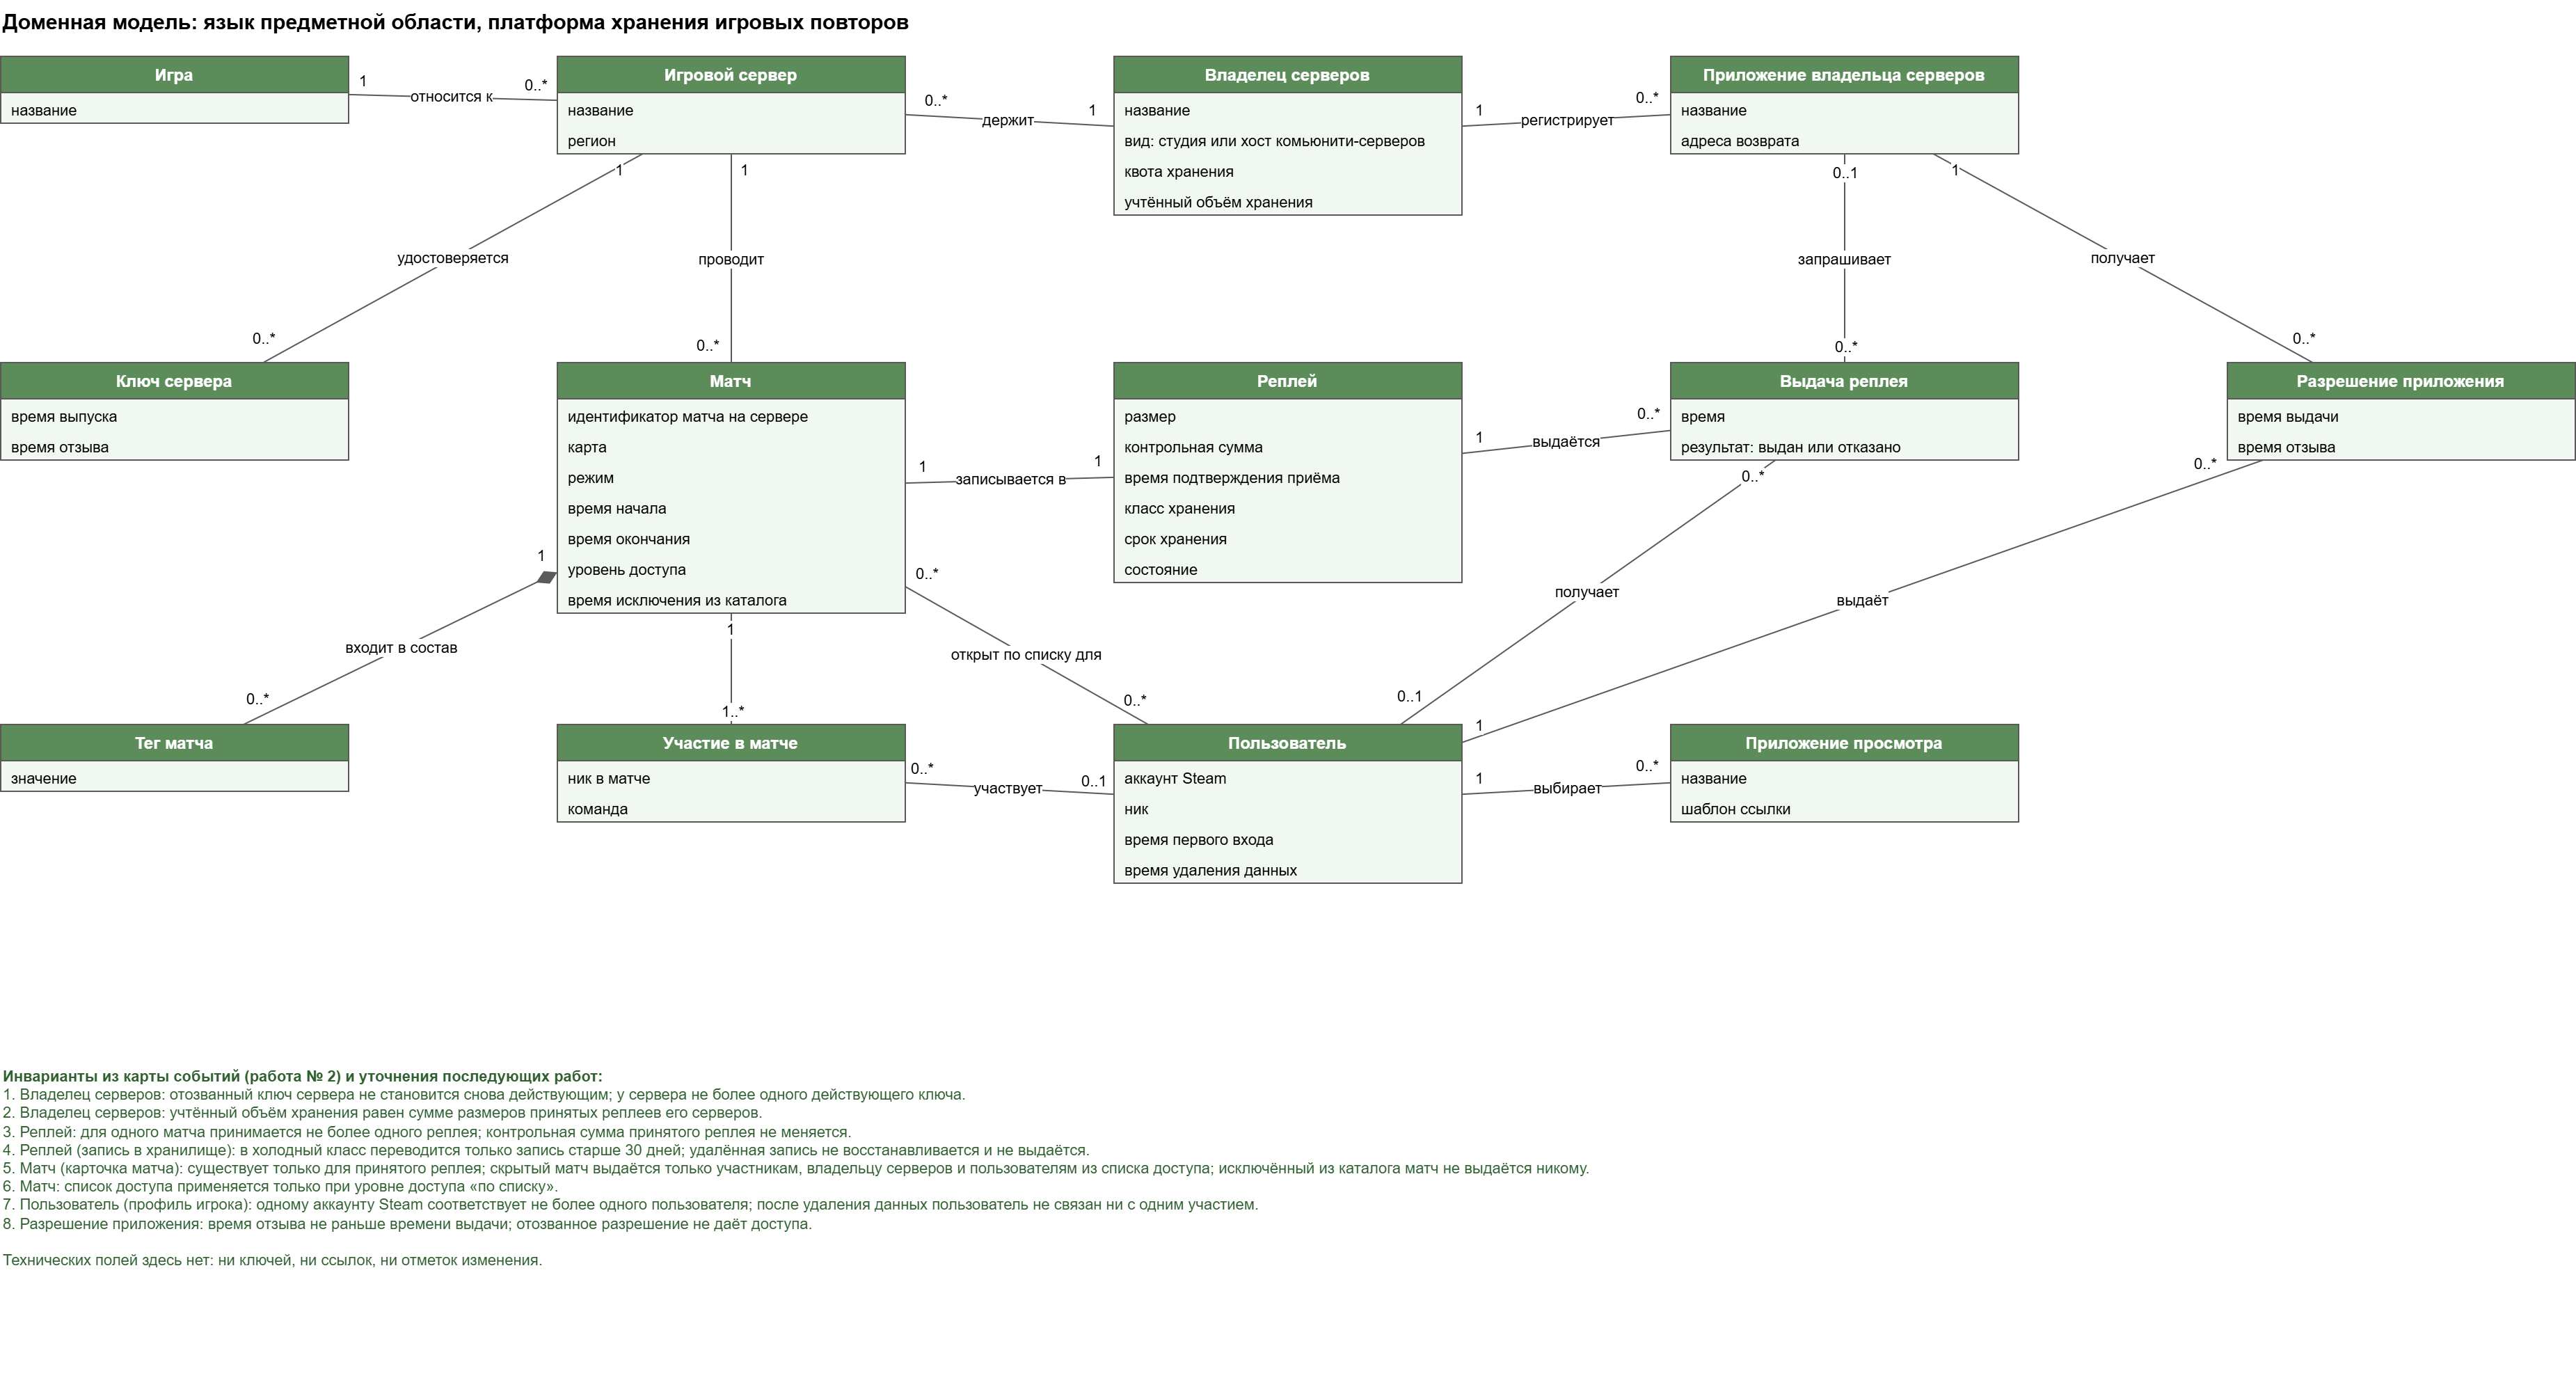 Доменная модель: язык предметной области, платформа хранения игровых повторов
Игра
название
1
относится к
0..*
Игровой сервер
название
регион
0..*
держит
1
Владелец серверов
название
вид: студия или хост комьюнити-серверов
квота хранения
учтённый объём хранения
1
регистрирует
0..*
Приложение владельца серверов
название
адреса возврата
1
удостоверяется
0..*
1
проводит
0..*
0..1
запрашивает
0..*
1
получает
0..*
Ключ сервера
время выпуска
время отзыва
Матч
идентификатор матча на сервере
карта
режим
время начала
время окончания
уровень доступа
время исключения из каталога
1
записывается в
1
Реплей
размер
контрольная сумма
время подтверждения приёма
класс хранения
срок хранения
состояние
1
выдаётся
0..*
Выдача реплея
время
результат: выдан или отказано
Разрешение приложения
время выдачи
время отзыва
1
входит в состав
0..*
1
1..*
0..*
открыт по списку для
0..*
0..*
получает
0..1
0..*
выдаёт
1
Тег матча
значение
Участие в матче
ник в матче
команда
0..*
участвует
0..1
Пользователь
аккаунт Steam
ник
время первого входа
время удаления данных
1
выбирает
0..*
Приложение просмотра
название
шаблон ссылки
Инварианты из карты событий (работа № 2) и уточнения последующих работ:
1. Владелец серверов: отозванный ключ сервера не становится снова действующим; у сервера не более одного действующего ключа.
2. Владелец серверов: учтённый объём хранения равен сумме размеров принятых реплеев его серверов.
3. Реплей: для одного матча принимается не более одного реплея; контрольная сумма принятого реплея не меняется.
4. Реплей (запись в хранилище): в холодный класс переводится только запись старше 30 дней; удалённая запись не восстанавливается и не выдаётся.
5. Матч (карточка матча): существует только для принятого реплея; скрытый матч выдаётся только участникам, владельцу серверов и пользователям из списка доступа; исключённый из каталога матч не выдаётся никому.
6. Матч: список доступа применяется только при уровне доступа «по списку».
7. Пользователь (профиль игрока): одному аккаунту Steam соответствует не более одного пользователя; после удаления данных пользователь не связан ни с одним участием.
8. Разрешение приложения: время отзыва не раньше времени выдачи; отозванное разрешение не даёт доступа.
Технических полей здесь нет: ни ключей, ни ссылок, ни отметок изменения.